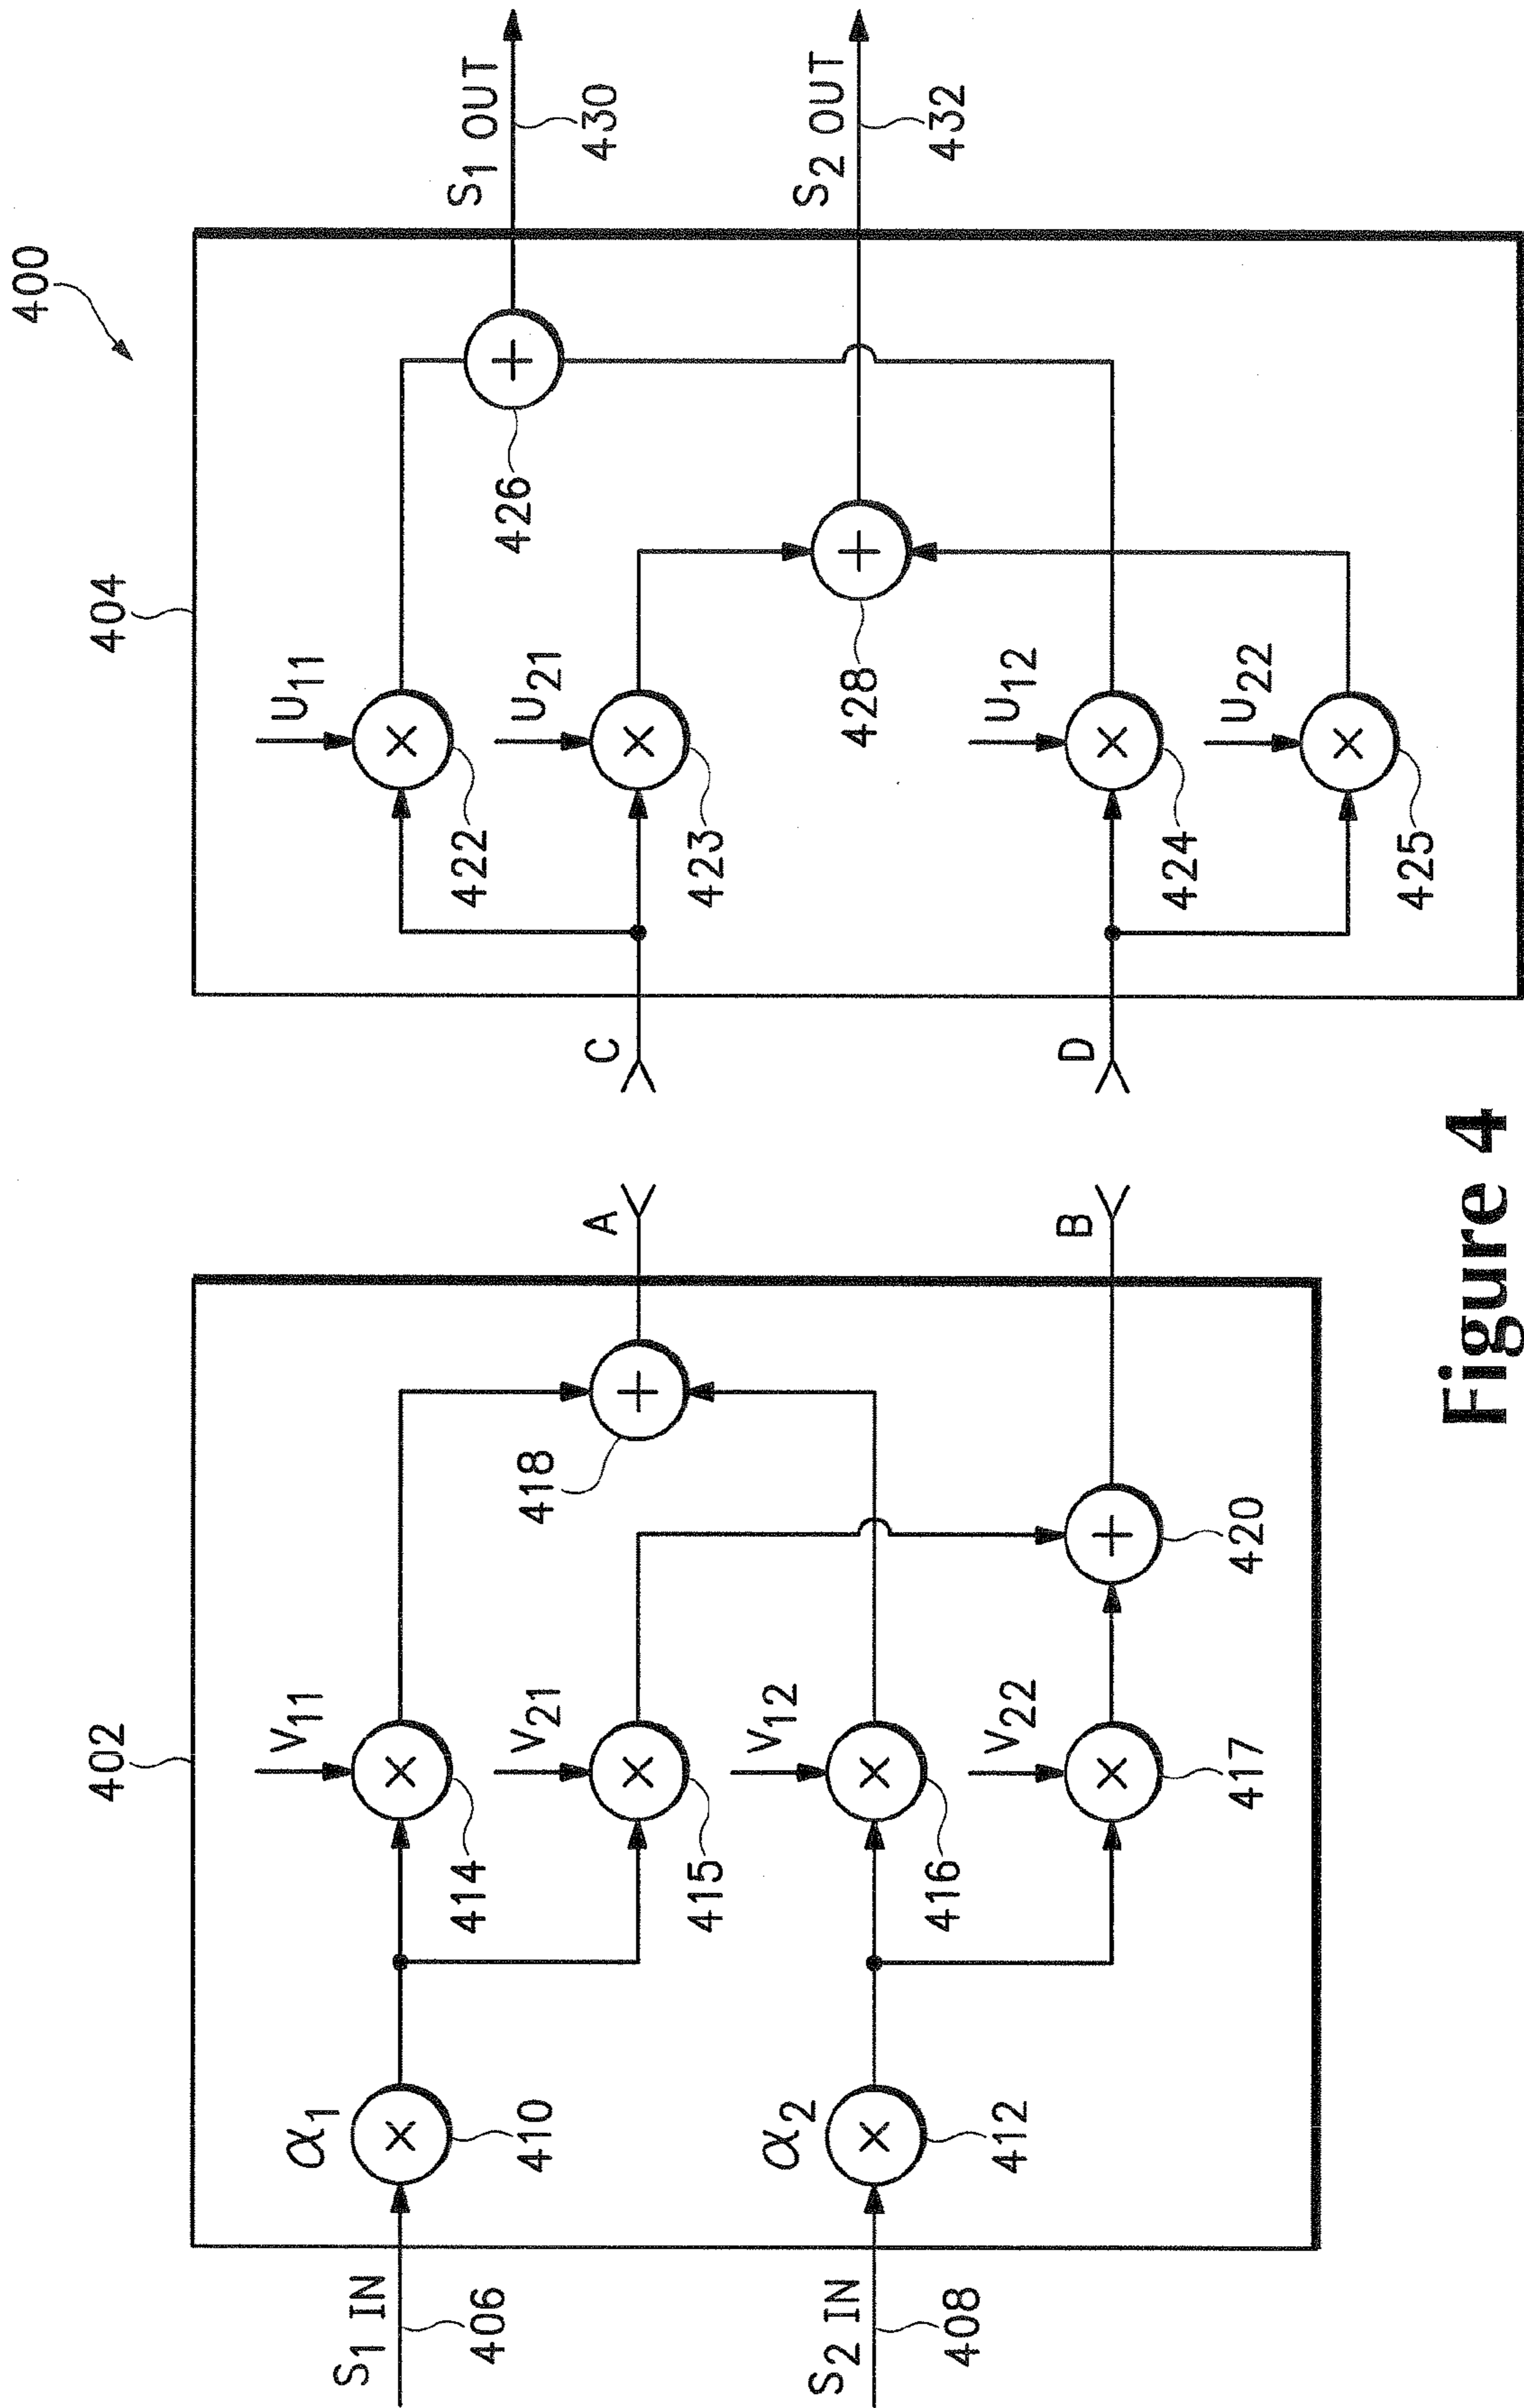 400
402
404
S1 IN
406
S2 IN
408
α1
410
α2
412
V11
414
V21
415
V12
416
V22
417
418
420
A
B
C
D
U11
422
U21
423
U12
424
U22
425
426
428
S1 OUT
430
S2 OUT
432
Figure 4